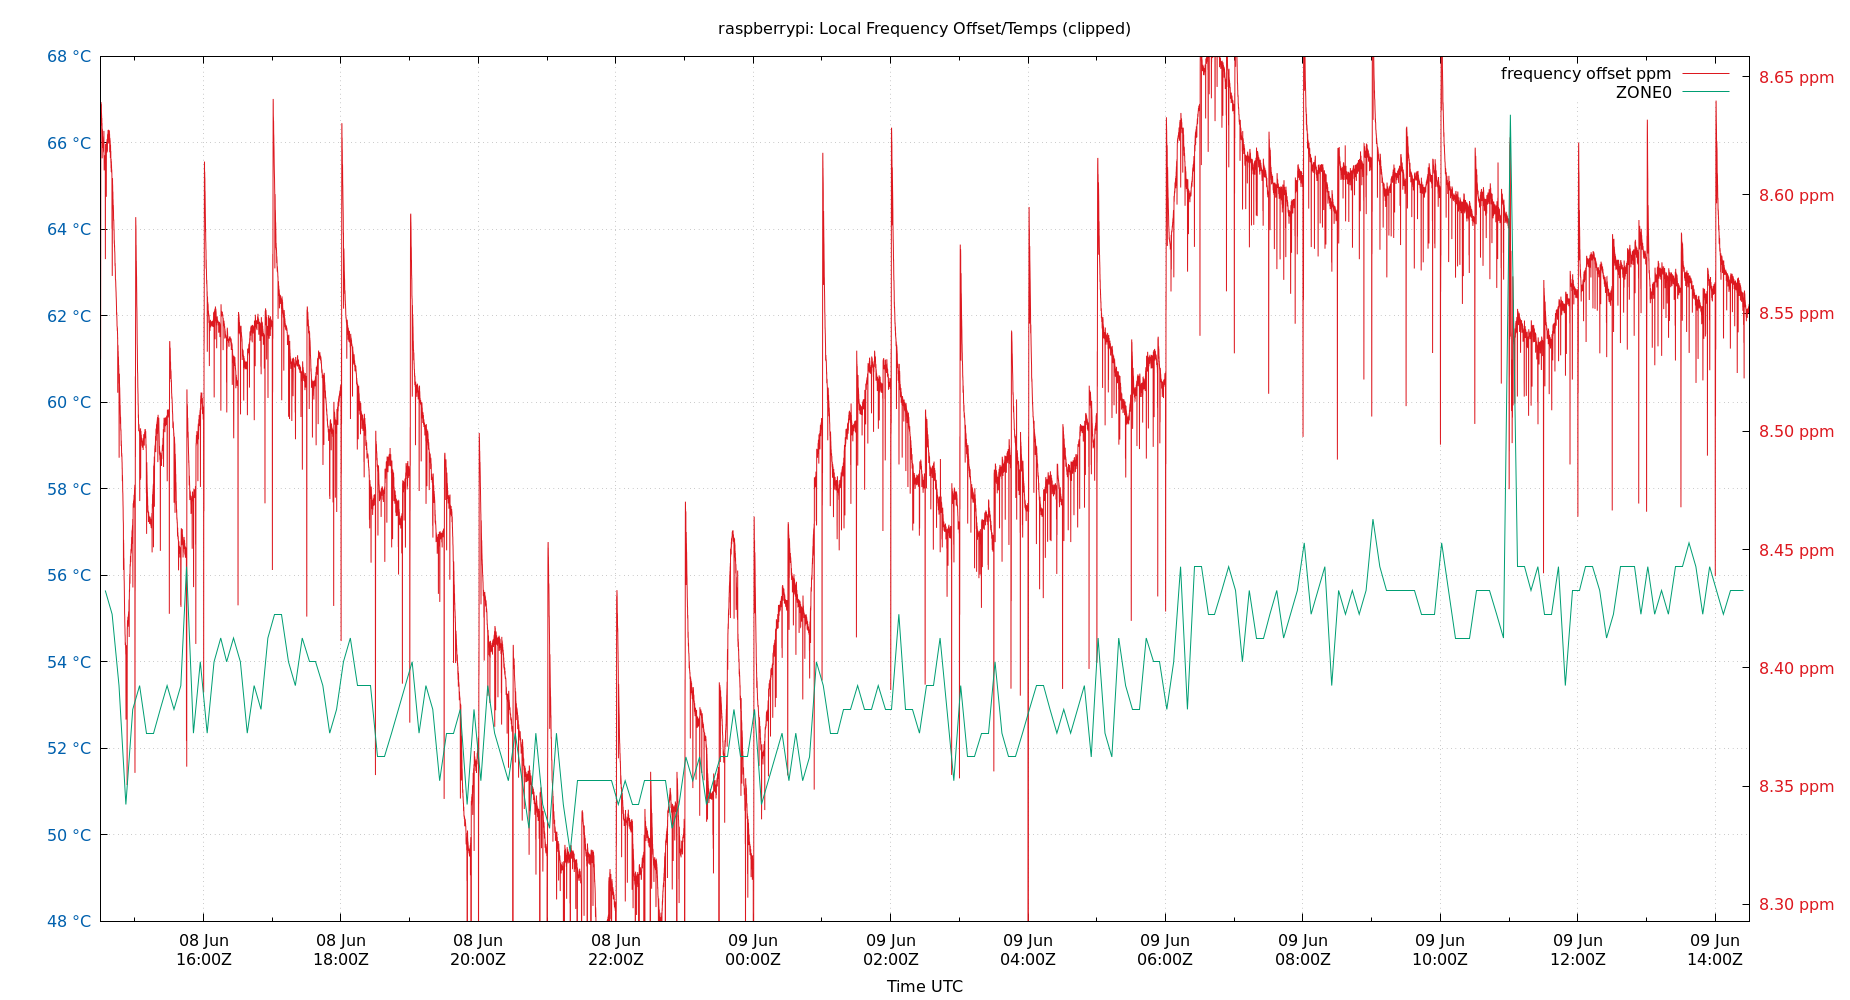 raspberrypi: Local Frequency Offset/Temps (clipped)
68 °C
66 °C
64 °C
62 °C
60 °C
58 °C
56 °C
54 °C
52 °C
50 °C
48 °C
frequency offset ppm
ZONE0
8.65 ppm
8.60 ppm
8.55 ppm
8.50 ppm
8.45 ppm
8.40 ppm
8.35 ppm
8.30 ppm
08 Jun 08 Jun 08 Jun 08 Jun 09 Jun 09 Jun 09 Jun 09 Jun 09 Jun 09 Jun 09 Jun 09 Jun
16:00Z 18:00Z 20:00Z 22:00Z 00:00Z 02:00Z 04:00Z 06:00Z 08:00Z 10:00Z 12:00Z 14:00Z
Time UTC